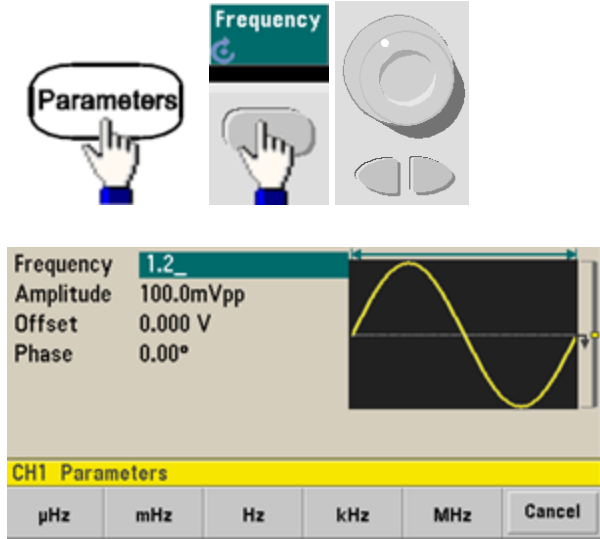 Frequency
Parameters
Frequency 1.2_
Amplitude 100.0mVpp
Offset 0.000 V
Phase 0.00°
CH1 Parameters
µHz mHz Hz kHz MHz Cancel